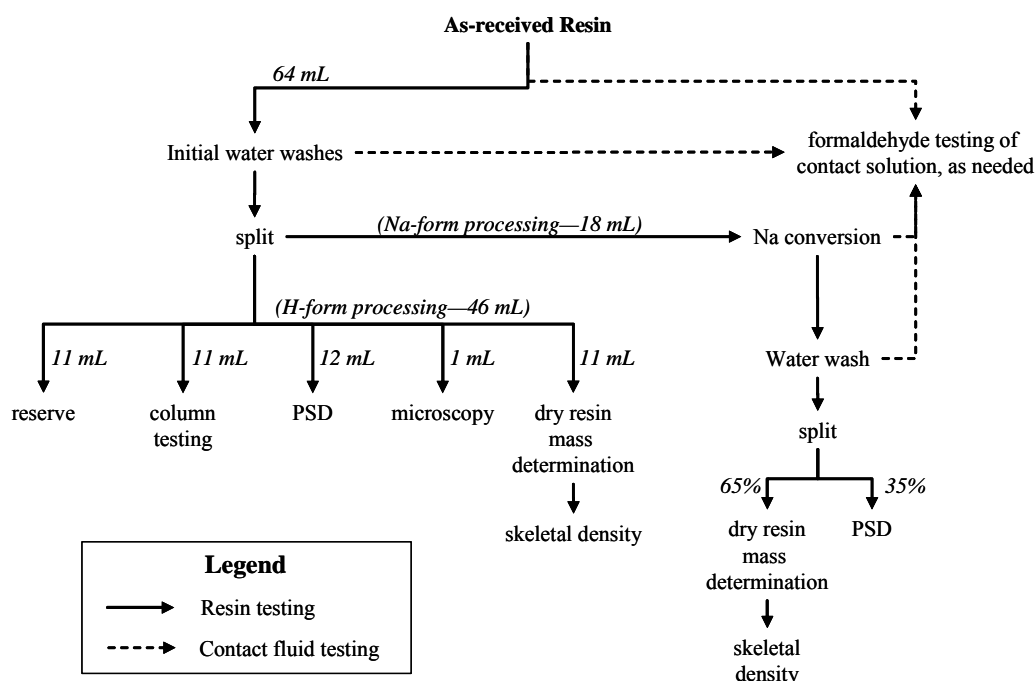 As-received Resin
64 mL
Initial water washes
formaldehyde testing of
contact solution, as needed
split
(Na-form processing—18 mL)
Na conversion
(H-form processing—46 mL)
11 mL
11 mL
12 mL
1 mL
11 mL
reserve
column
testing
PSD
microscopy
dry resin
mass
determination
skeletal density
Water wash
split
65%
35%
dry resin
mass
determination
PSD
skeletal
density
Legend
Resin testing
Contact fluid testing